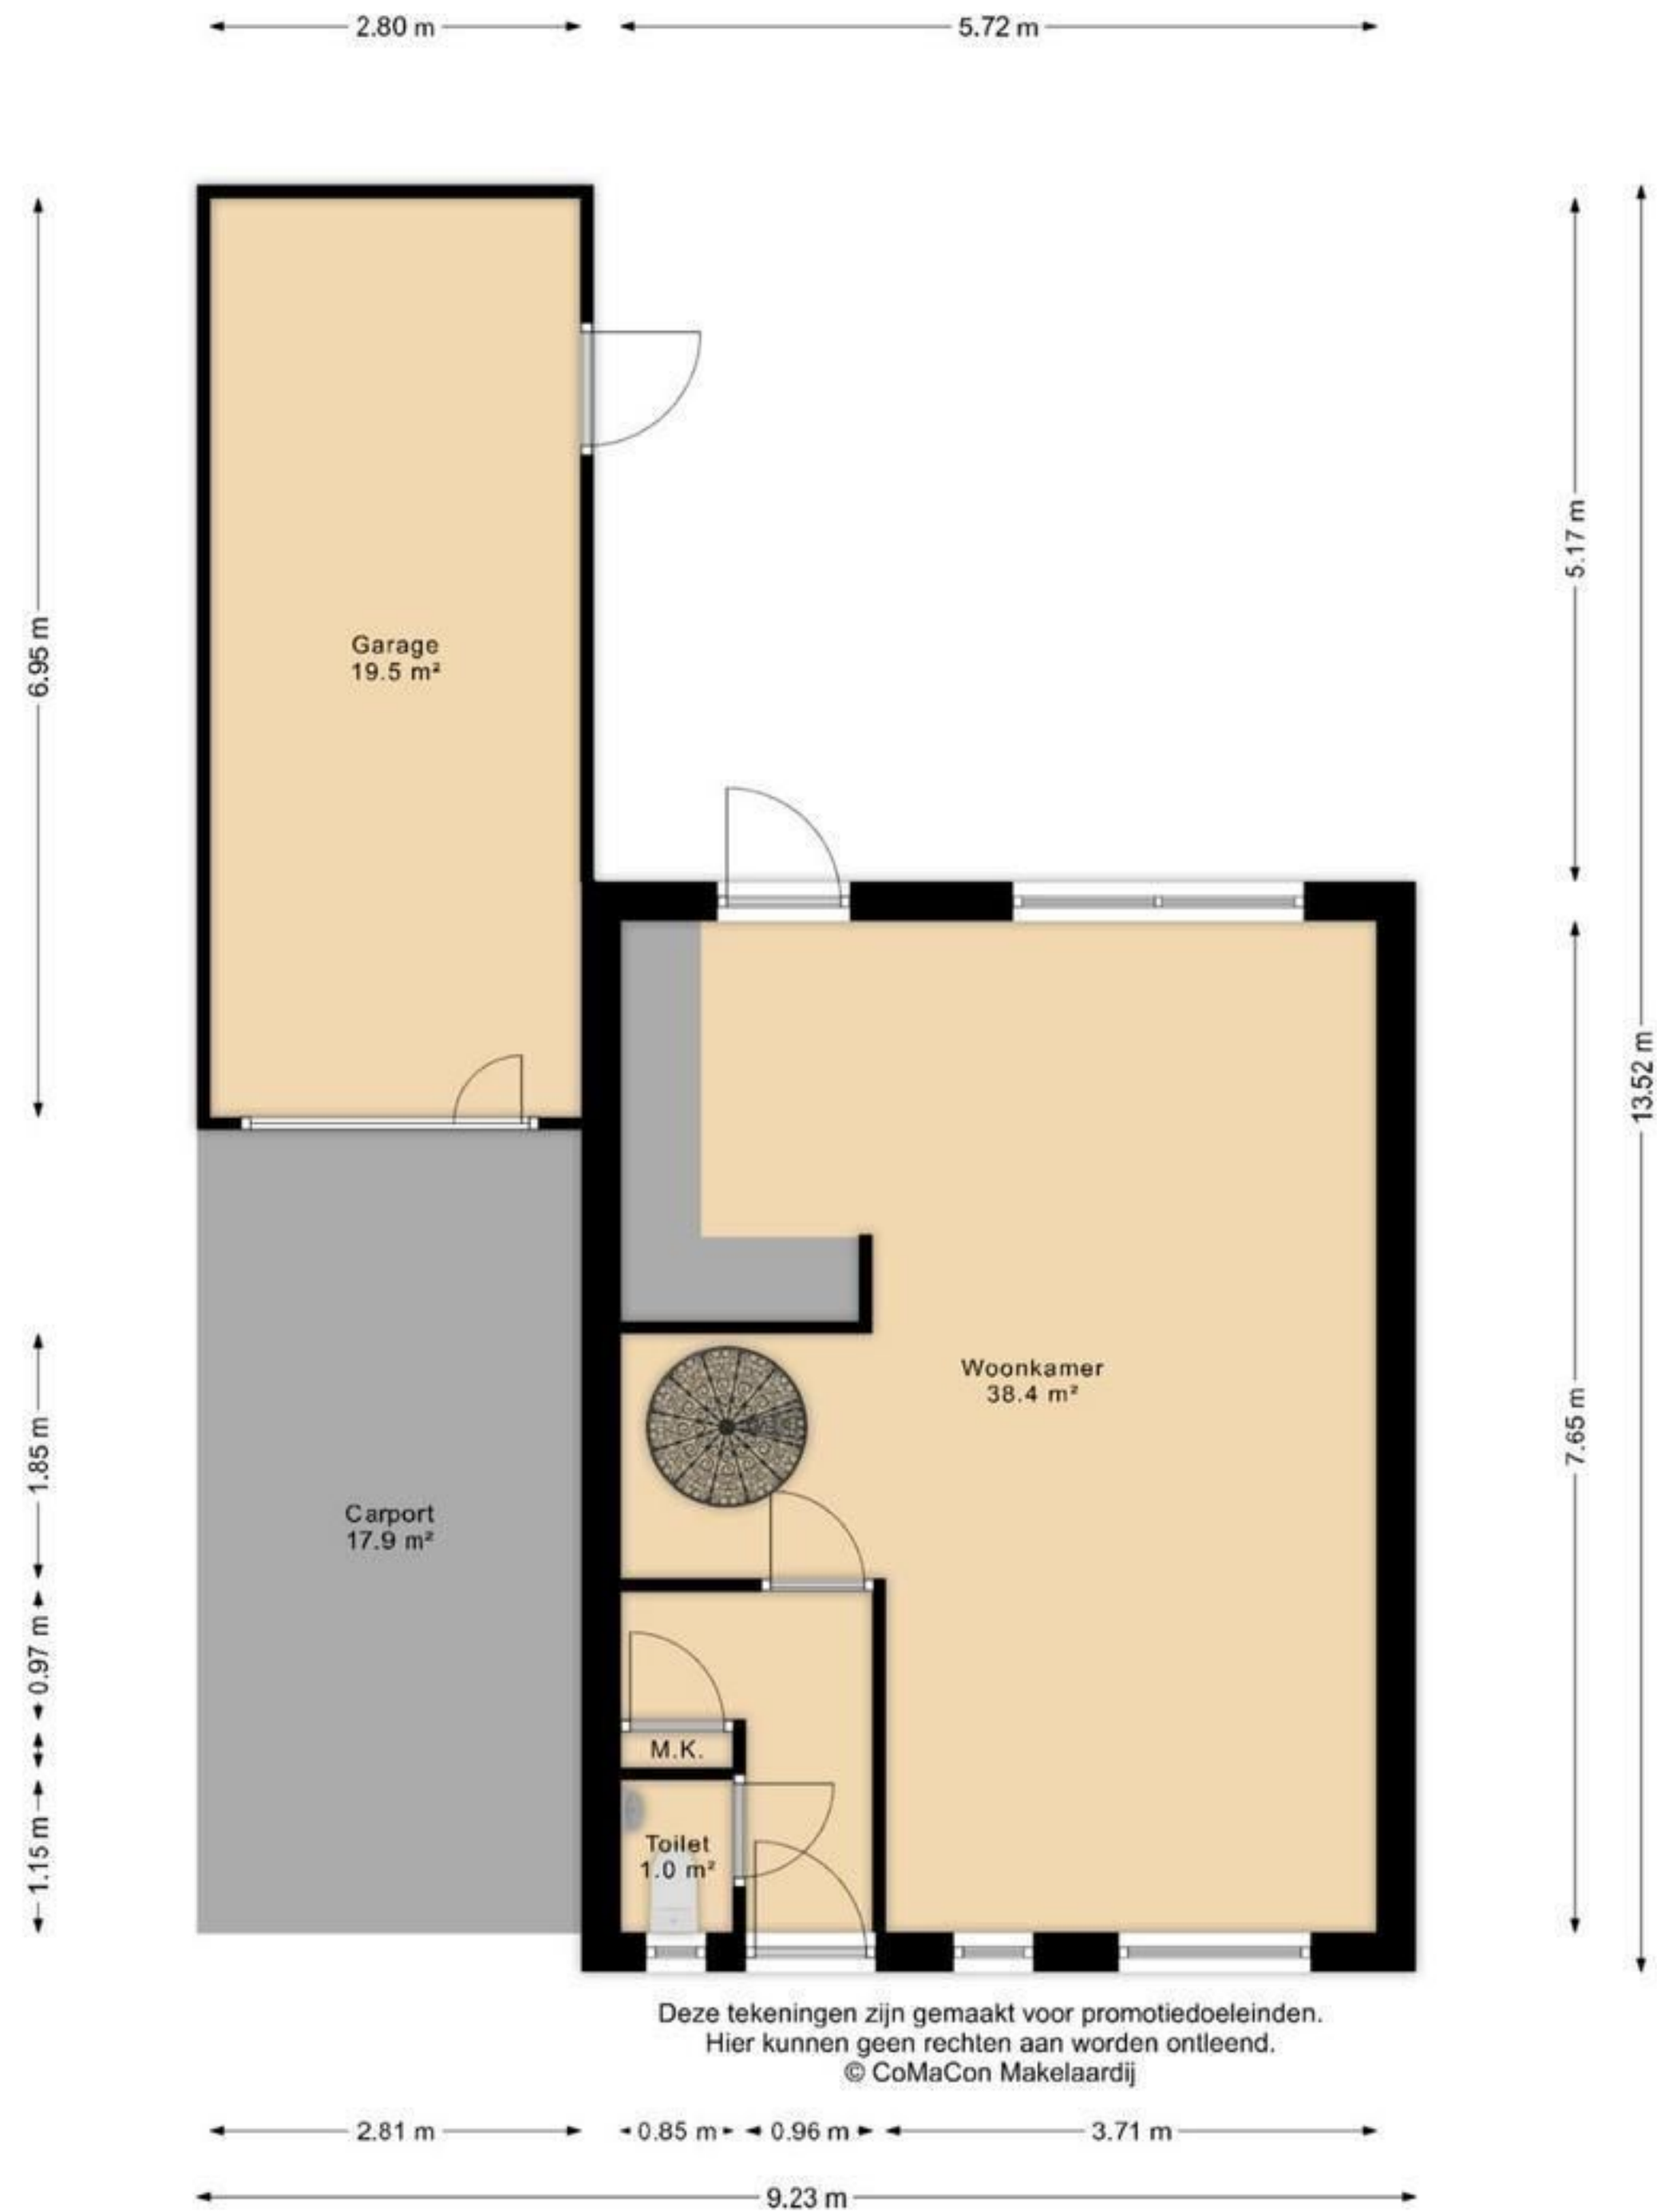 2.80 m
5.72 m
6.95 m
5.17 m
Garage
19.5 m²
13.52 m
Woonkamer
38.4 m²
7.65 m
1.85 m
Carport
17.9 m²
0.97 m
M.K.
1.15 m
Toilet
1.0 m²
Deze tekeningen zijn gemaakt voor promotiedoeleinden.
Hier kunnen geen rechten aan worden ontleend.
© CoMaCon Makelaardij
2.81 m
0.85 m
0.96 m
3.71 m
9.23 m